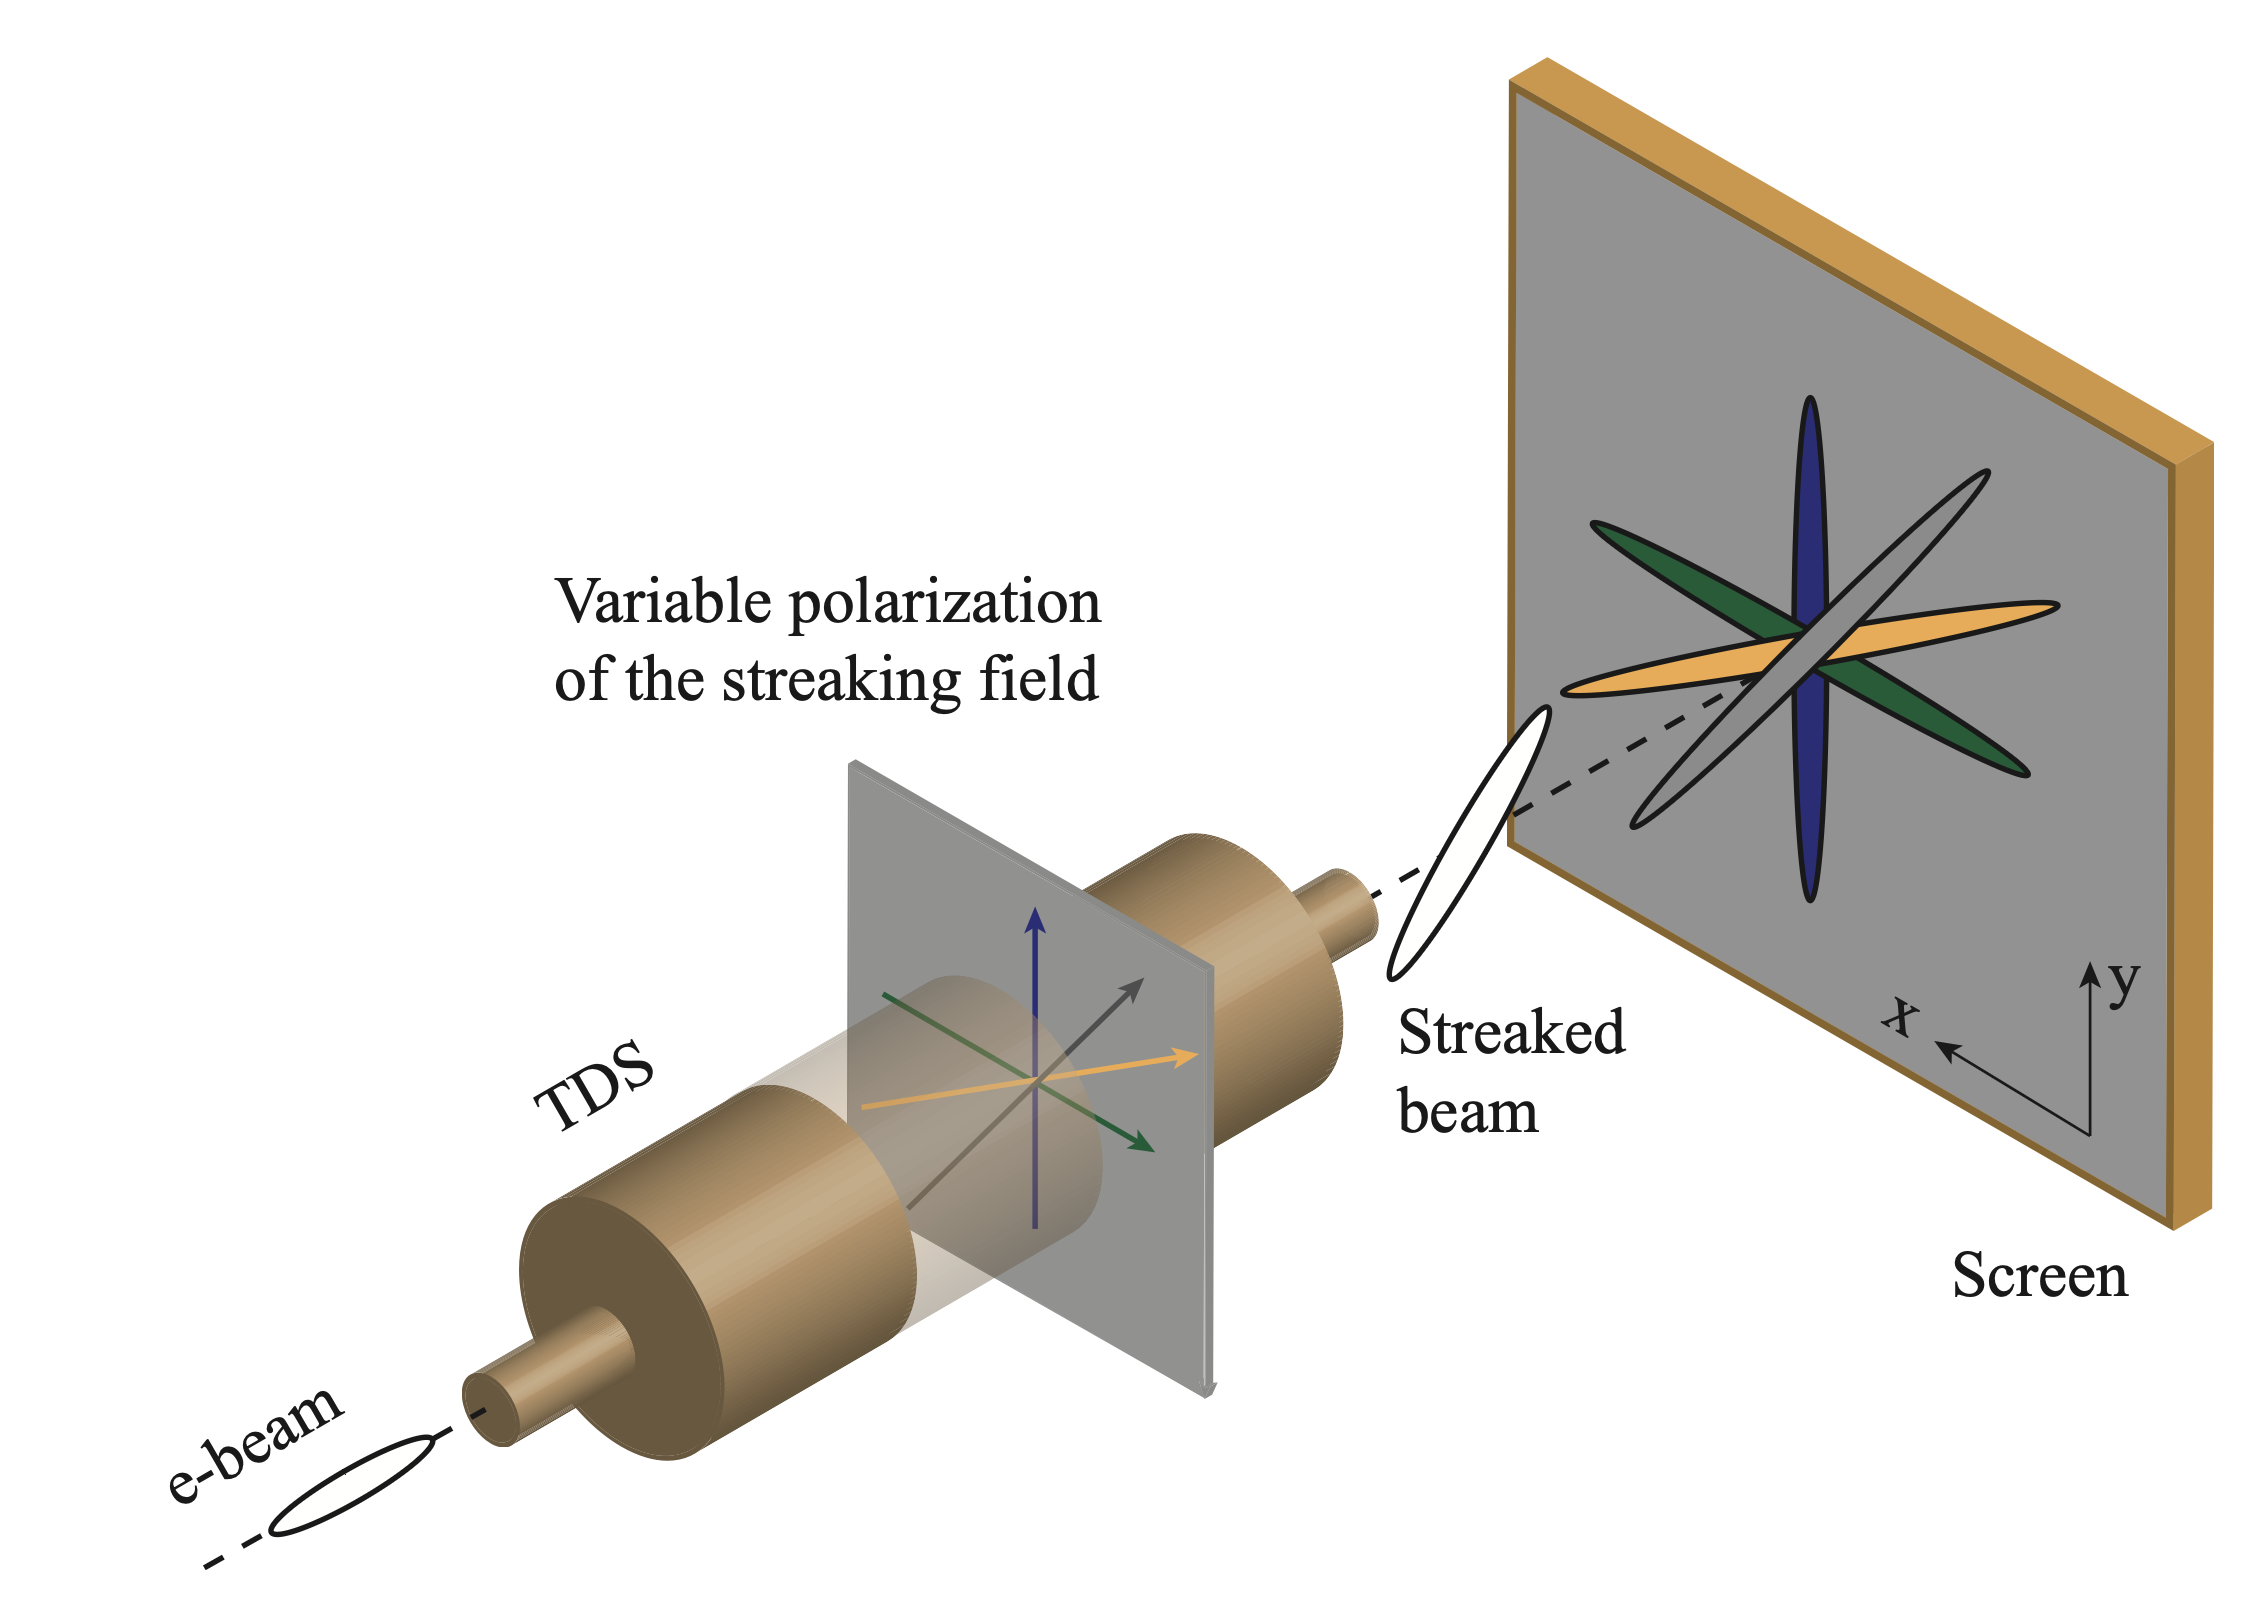 Variable polarization
of the streaking field
TDS
e-beam
Streaked
beam
x
y
Screen